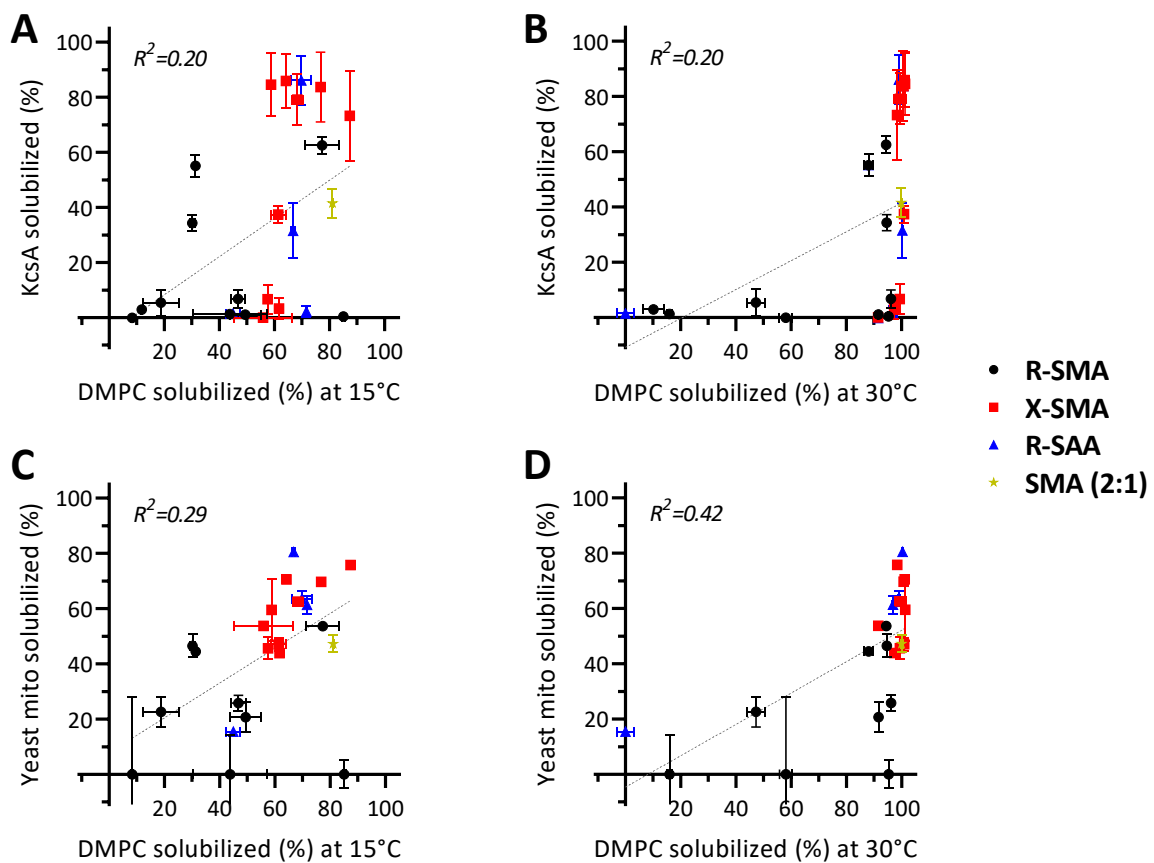 A
B
R²=0.20
R²=0.20
KcsA solubilized (%)
100
80
60
40
20
20 40 60 80 100
DMPC solubilized (%) at 15°C
KcsA solubilized (%)
100
80
60
40
20
20 40 60 80 100
DMPC solubilized (%) at 30°C
R-SMA
X-SMA
R-SAA
SMA (2:1)
C
D
R²=0.29
R²=0.42
Yeast mito solubilized (%)
100
80
60
40
20
20 40 60 80 100
DMPC solubilized (%) at 15°C
Yeast mito solubilized (%)
100
80
60
40
20
20 40 60 80 100
DMPC solubilized (%) at 30°C